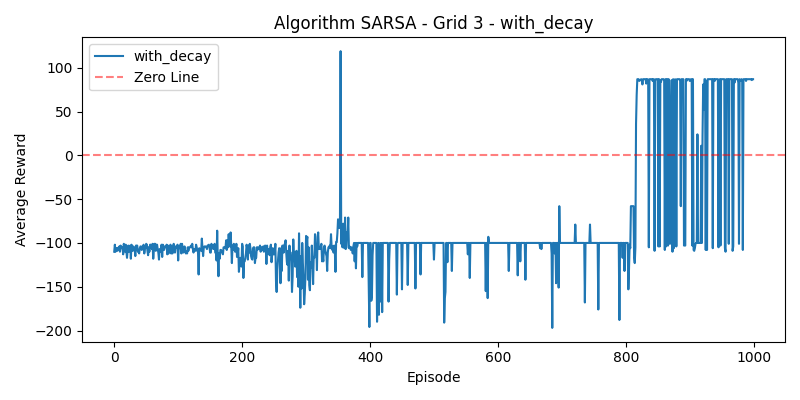 Algorithm SARSA - Grid 3 - with_decay
with_decay
Zero Line
Average Reward
100
50
0
−50
−100
−150
−200
0 200 400 600 800 1000
Episode